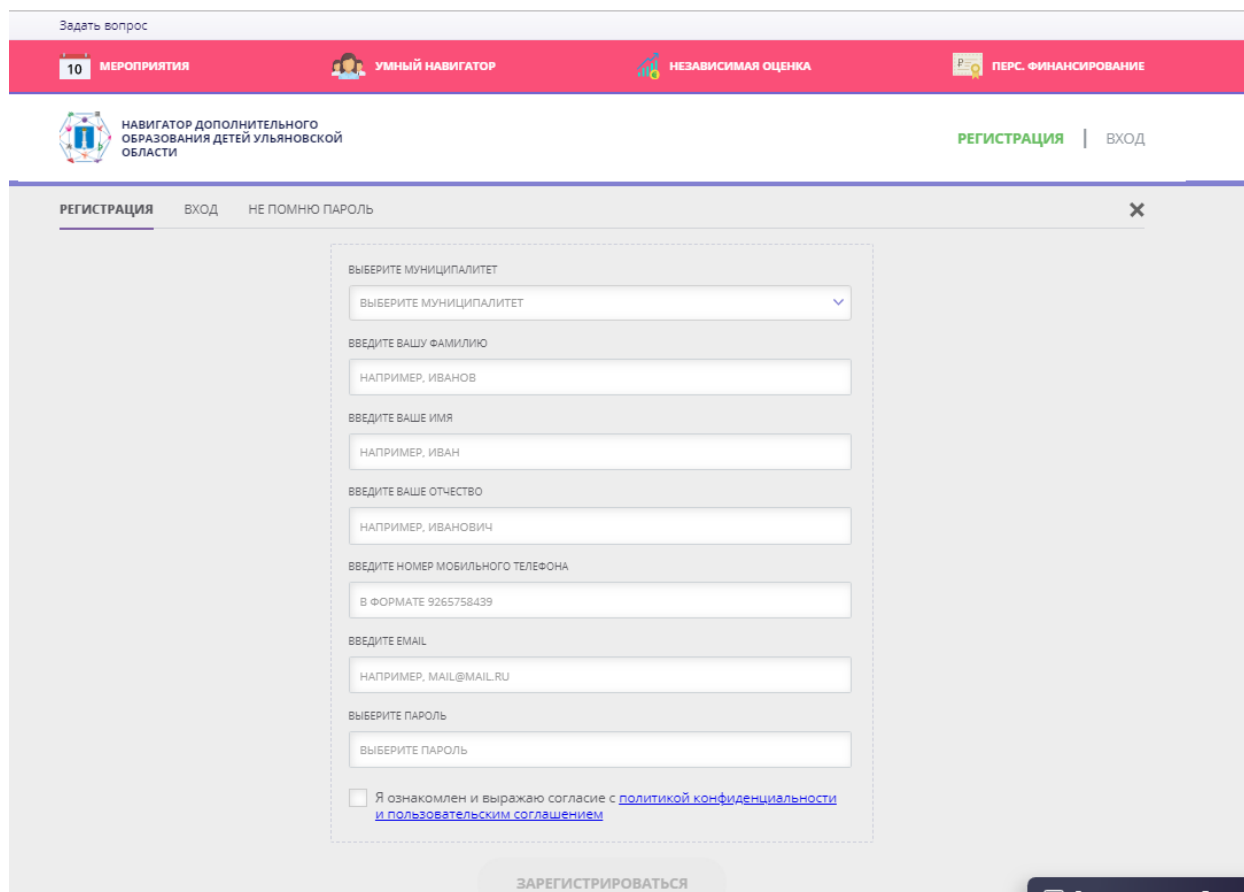 Задать вопрос
10 МЕРОПРИЯТИЯ УМНЫЙ НАВИГАТОР НЕЗАВИСИМАЯ ОЦЕНКА ПЕРС. ФИНАНСИРОВАНИЕ
НАВИГАТОР ДОПОЛНИТЕЛЬНОГО
ОБРАЗОВАНИЯ ДЕТЕЙ УЛЬЯНОВСКОЙ
ОБЛАСТИ
РЕГИСТРАЦИЯ | ВХОД
РЕГИСТРАЦИЯ ВХОД НЕ ПОМНЮ ПАРОЛЬ
ВЫБЕРИТЕ МУНИЦИПАЛИТЕТ
ВЫБЕРИТЕ МУНИЦИПАЛИТЕТ
ВВЕДИТЕ ВАШУ ФАМИЛИЮ
НАПРИМЕР, ИВАНОВ
ВВЕДИТЕ ВАШЕ ИМЯ
НАПРИМЕР, ИВАН
ВВЕДИТЕ ВАШЕ ОТЧЕСТВО
НАПРИМЕР, ИВАНОВИЧ
ВВЕДИТЕ НОМЕР МОБИЛЬНОГО ТЕЛЕФОНА
В ФОРМАТЕ 9265758439
ВВЕДИТЕ EMAIL
НАПРИМЕР, MAIL@MAIL.RU
ВЫБЕРИТЕ ПАРОЛЬ
ВЫБЕРИТЕ ПАРОЛЬ
Я ознакомлен и выражаю согласие с политикой конфиденциальности
и пользовательским соглашением
ЗАРЕГИСТРИРОВАТЬСЯ